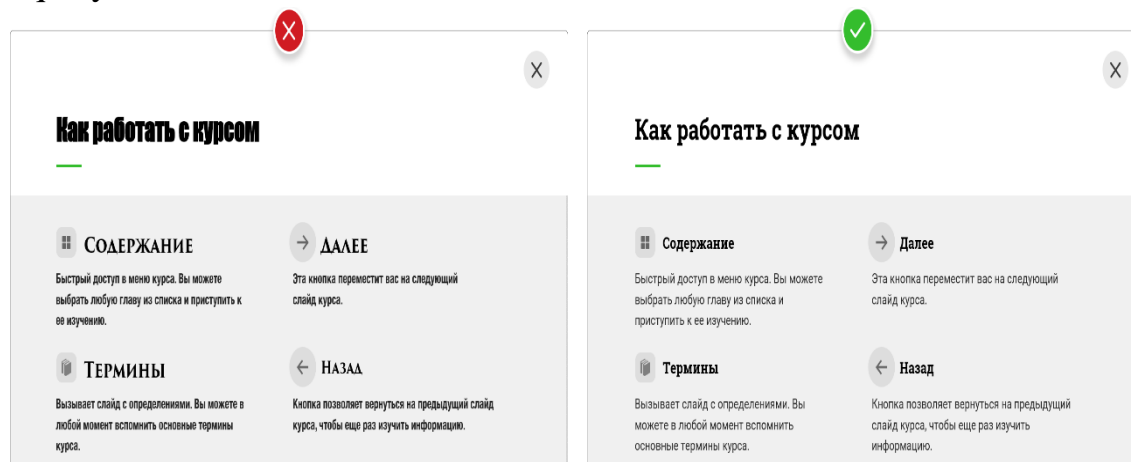 Как работать с курсом
Содержание
Быстрый доступ в меню курса. Вы можете
выбрать любую главу из списка и приступить к
ее изучению.
Далее
Эта кнопка переместит вас на следующий
слайд курса.
Термины
Вызывает слайд с определениями. Вы можете в
любой момент вспомнить основные термины
курса.
Назад
Кнопка позволяет вернуться на предыдущий слайд
курса, чтобы еще раз изучить информацию.
Как работать с курсом
Содержание
Быстрый доступ в меню курса. Вы можете
выбрать любую главу из списка и
приступить к ее изучению.
Далее
Эта кнопка переместит вас на следующий
слайд курса.
Термины
Вызывает слайд с определениями. Вы
можете в любой момент вспомнить
основные термины курса.
Назад
Кнопка позволяет вернуться на предыдущий
слайд курса, чтобы еще раз изучить
информацию.